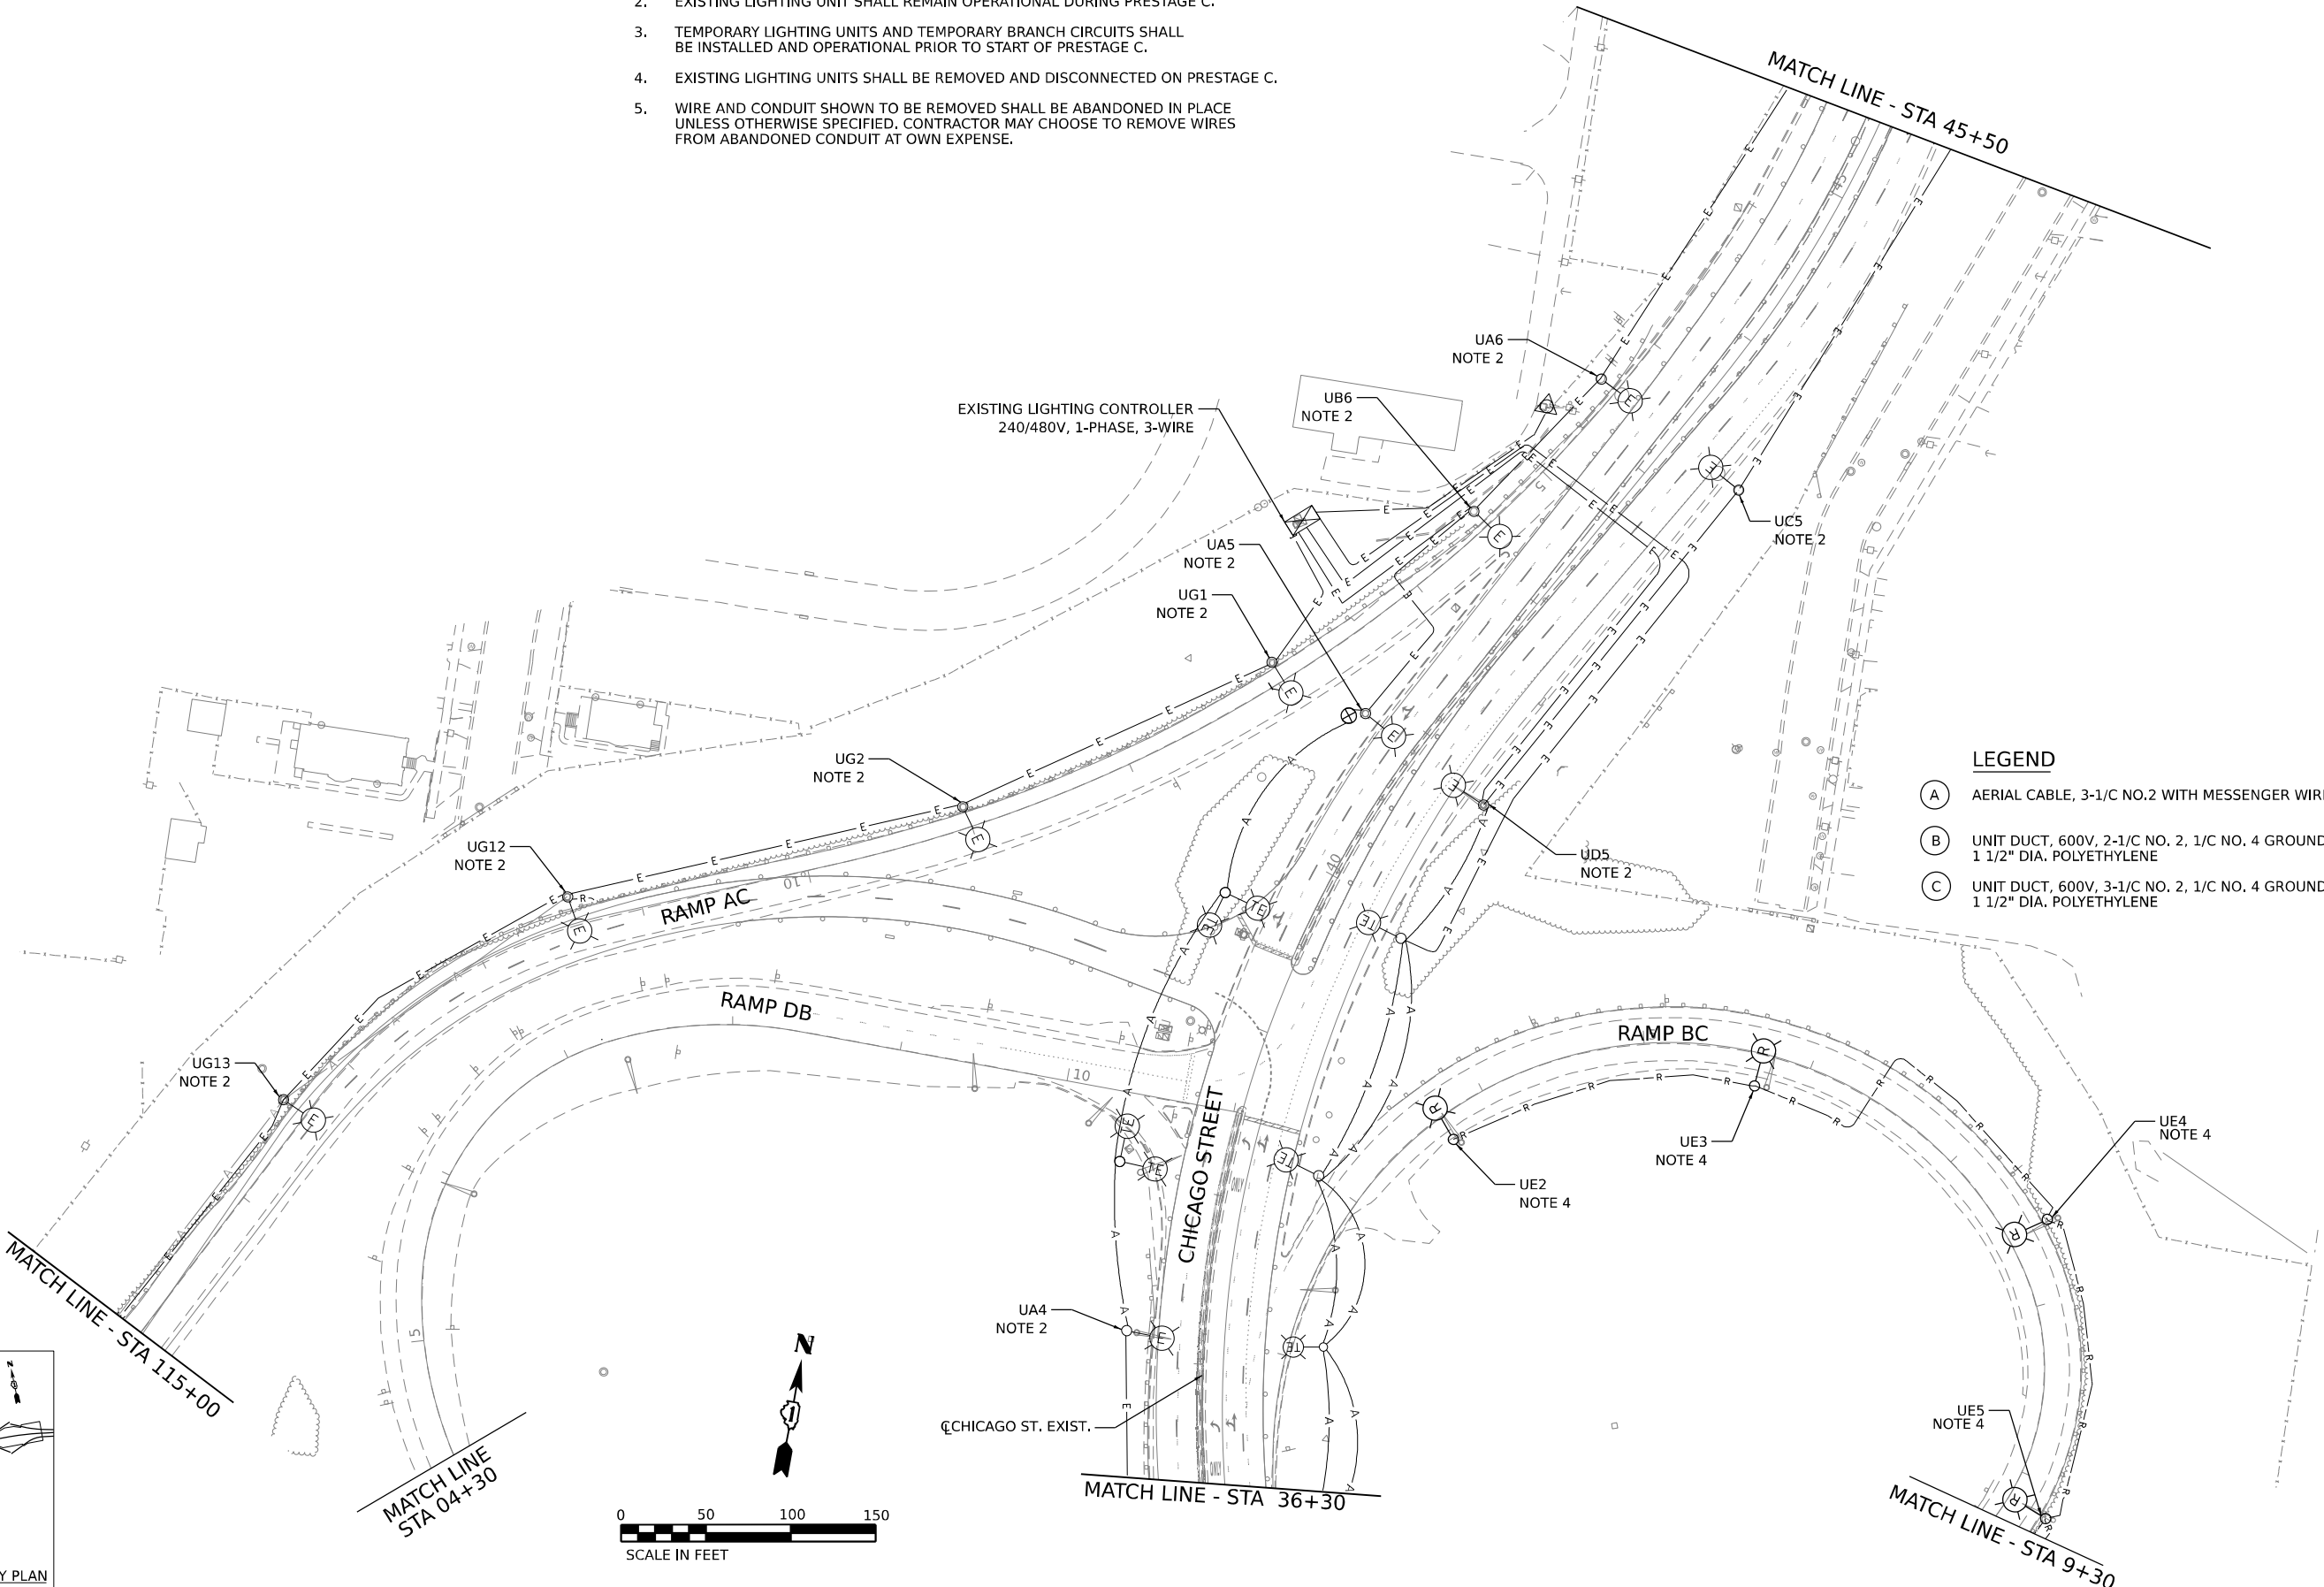 2. EXISTING LIGHTING UNIT SHALL REMAIN OPERATIONAL DURING PRESTAGE C.
3. TEMPORARY LIGHTING UNITS AND TEMPORARY BRANCH CIRCUITS SHALL
BE INSTALLED AND OPERATIONAL PRIOR TO START OF PRESTAGE C.
4. EXISTING LIGHTING UNITS SHALL BE REMOVED AND DISCONNECTED ON PRESTAGE C.
5. WIRE AND CONDUIT SHOWN TO BE REMOVED SHALL BE ABANDONED IN PLACE
UNLESS OTHERWISE SPECIFIED. CONTRACTOR MAY CHOOSE TO REMOVE WIRES
FROM ABANDONED CONDUIT AT OWN EXPENSE.
MATCH LINE - STA 45+50
45
UA6
NOTE 2
UB6
NOTE 2
EXISTING LIGHTING CONTROLLER
240/480V, 1-PHASE, 3-WIRE
UC5
NOTE 2
UA5
NOTE 2
UG1
NOTE 2
UG2
NOTE 2
UG12
NOTE 2
UD5
NOTE 2
LEGEND
A AERIAL CABLE, 3-1/C NO.2 WITH MESSENGER
B UNIT DUCT, 600V, 2-1/C NO. 2, 1/C NO. 4 GROUND
1 1/2" DIA. POLYETHYLENE
C UNIT DUCT, 600V, 3-1/C NO. 2, 1/C NO. 4 GROUND
1 1/2" DIA. POLYETHYLENE
40
10
RAMP AC
RAMP DB
10
RAMP BC
UG13
NOTE 2
CHICAGO STREET
ONLY
UE3
NOTE 4
UE2
NOTE 4
UE4
NOTE 4
MATCH LINE - STA 115+00
15
UA4
NOTE 2
N
1
℄CHICAGO ST. EXIST.
ONLY
UE5
NOTE 4
MATCH LINE
STA 04+30
MATCH LINE - STA 36+30
MATCH LINE - STA 9+30
0 50 100 150
SCALE IN FEET
N
PLAN